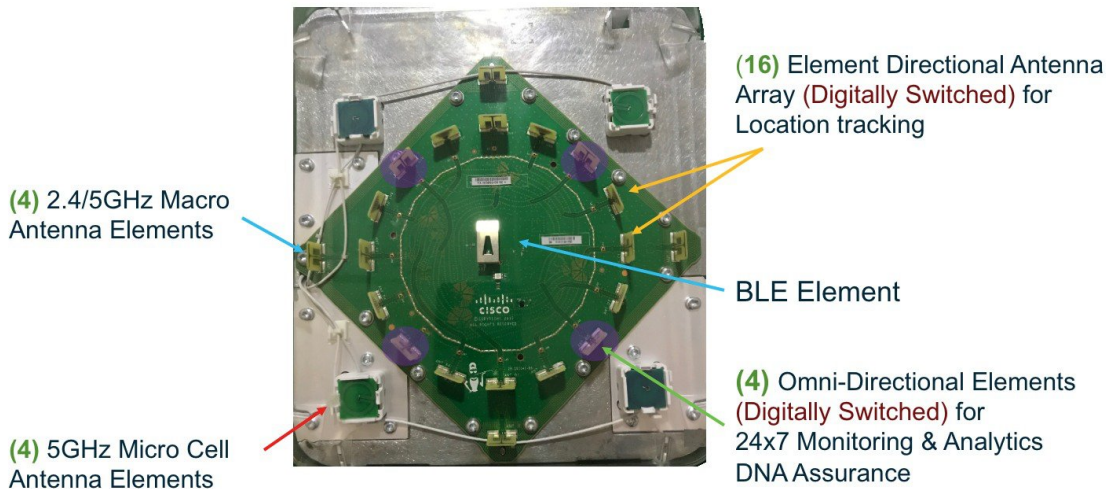 (16) Element Directional Antenna
Array (Digitally Switched) for
Location tracking
(4) 2.4/5GHz Macro
Antenna Elements
BLE Element
CISCO
(4) Omni-Directional Elements
(Digitally Switched) for
24x7 Monitoring & Analytics
DNA Assurance
(4) 5GHz Micro Cell
Antenna Elements